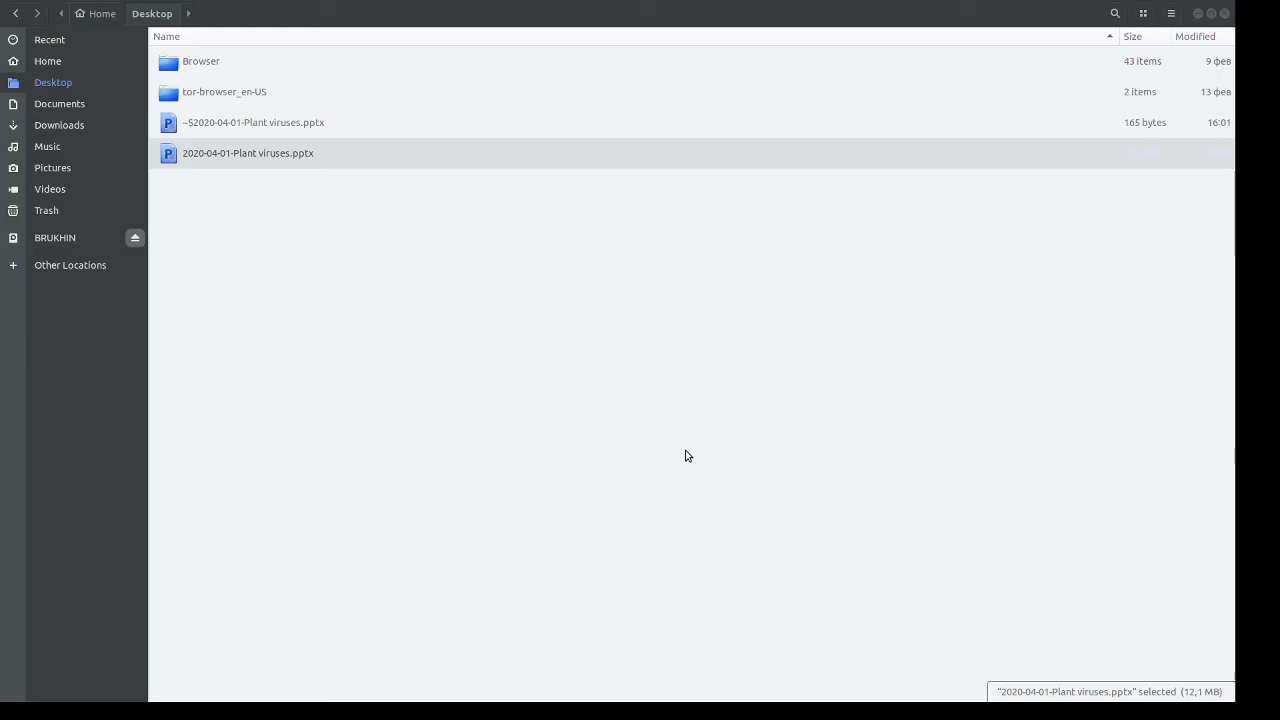 Home
Desktop
Name
Size
Modified
Recent
Home
Desktop
Documents
Downloads
Music
Pictures
Videos
Trash
BRUKHIN
Other Locations
Browser
43 items
9 фев
tor-browser_en-US
2 items
13 фев
~$2020-04-01-Plant viruses.pptx
165 bytes
16:01
2020-04-01-Plant viruses.pptx
"2020-04-01-Plant viruses.pptx" selected (12,1 MB)